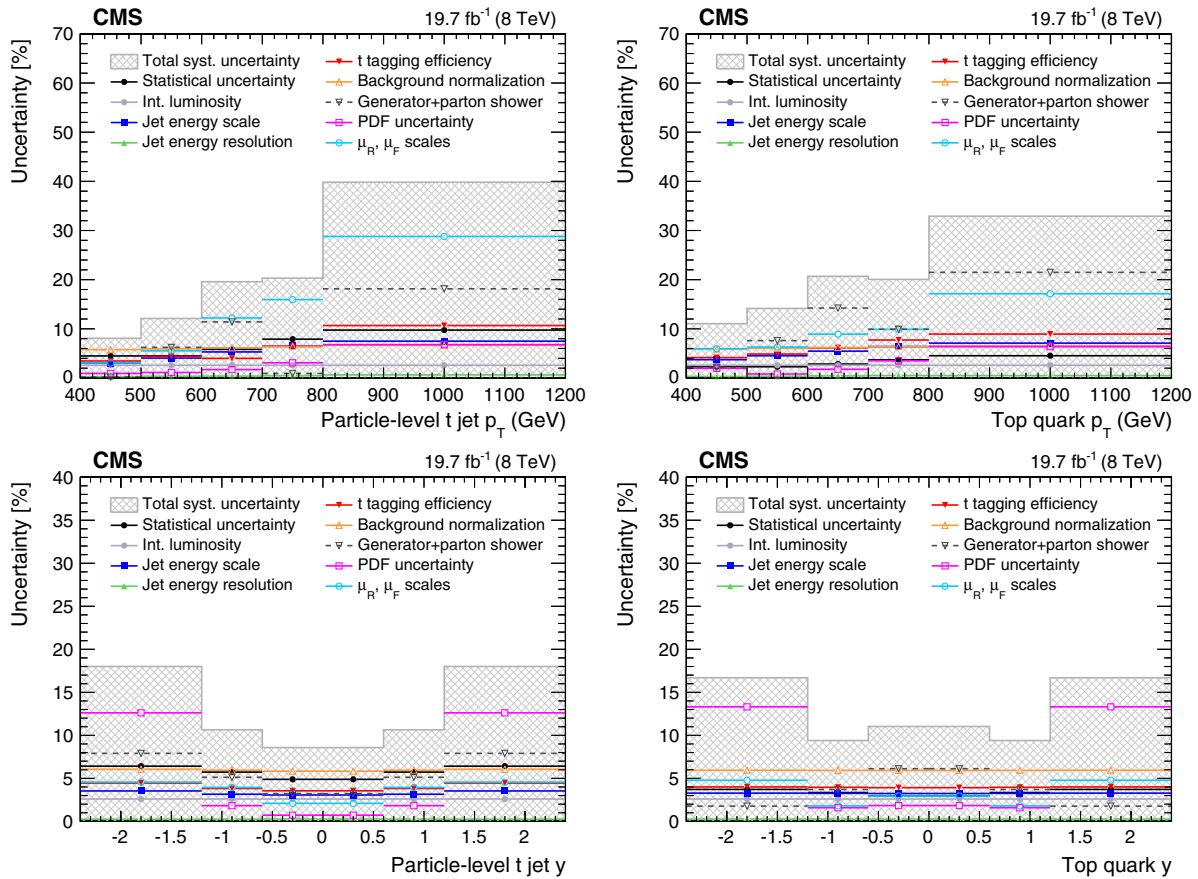 CMS 19.7 fb⁻¹ (8 TeV)
Uncertainty [%]
70
60
50
40
30
20
10
0
Total syst. uncertainty
Statistical uncertainty
Int. luminosity
Jet energy scale
Jet energy resolution
t tagging efficiency
Background normalization
Generator+parton shower
PDF uncertainty
μR, μF scales
400 500 600 700 800 900 1000 1100 1200
Particle-level t jet pT (GeV)
CMS 19.7 fb⁻¹ (8 TeV)
Uncertainty [%]
70
60
50
40
30
20
10
0
Total syst. uncertainty
Statistical uncertainty
Int. luminosity
Jet energy scale
Jet energy resolution
t tagging efficiency
Background normalization
Generator+parton shower
PDF uncertainty
μR, μF scales
400 500 600 700 800 900 1000 1100 1200
Top quark pT (GeV)
CMS 19.7 fb⁻¹ (8 TeV)
Uncertainty [%]
40
35
30
25
20
15
10
5
0
Total syst. uncertainty
Statistical uncertainty
Int. luminosity
Jet energy scale
Jet energy resolution
t tagging efficiency
Background normalization
Generator+parton shower
PDF uncertainty
μR, μF scales
-2 -1.5 -1 -0.5 0 0.5 1 1.5 2
Particle-level t jet y
CMS 19.7 fb⁻¹ (8 TeV)
Uncertainty [%]
40
35
30
25
20
15
10
5
0
Total syst. uncertainty
Statistical uncertainty
Int. luminosity
Jet energy scale
Jet energy resolution
t tagging efficiency
Background normalization
Generator+parton shower
PDF uncertainty
μR, μF scales
-2 -1.5 -1 -0.5 0 0.5 1 1.5 2
Top quark y